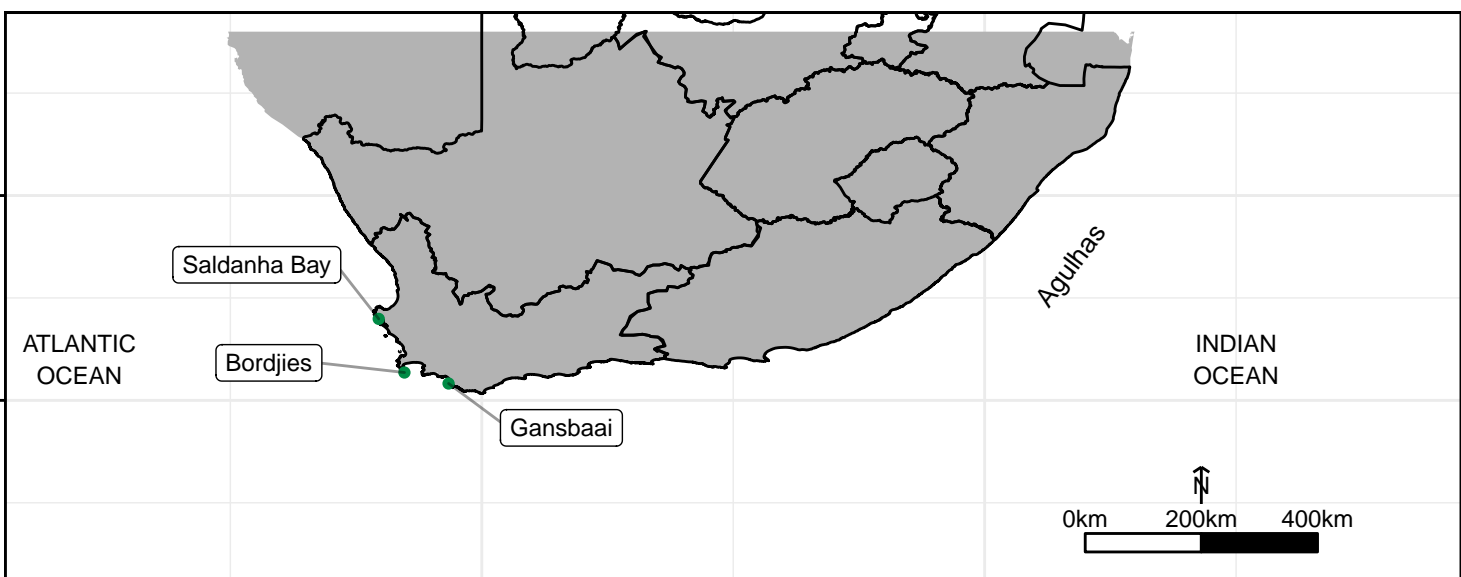 Agulhas
Saldanha Bay
ATLANTIC
OCEAN
Bordjies
INDIAN
OCEAN
Gansbaai
N
0km 200km 400km